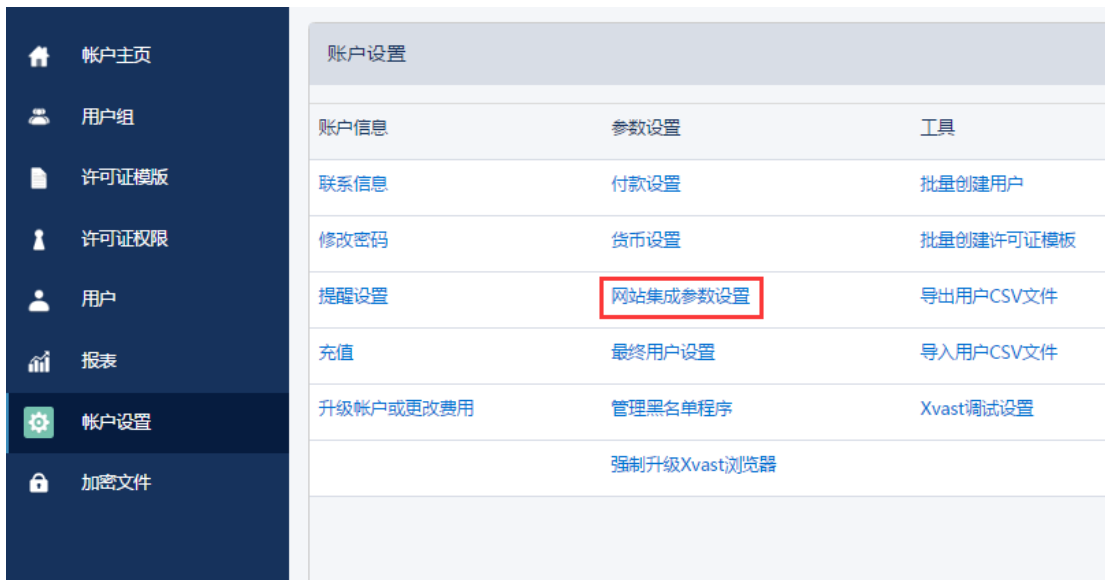 帐户主页
用户组
许可证模版
许可证权限
用户
报表
帐户设置
加密文件
账户设置
账户信息 参数设置 工具
联系信息 付款设置 批量创建用户
修改密码 货币设置 批量创建许可证模板
提醒设置 网站集成参数设置 导出用户CSV文件
充值 最终用户设置 导入用户CSV文件
升级帐户或更改费用 管理黑名单程序 Xvast调试设置
强制升级Xvast浏览器